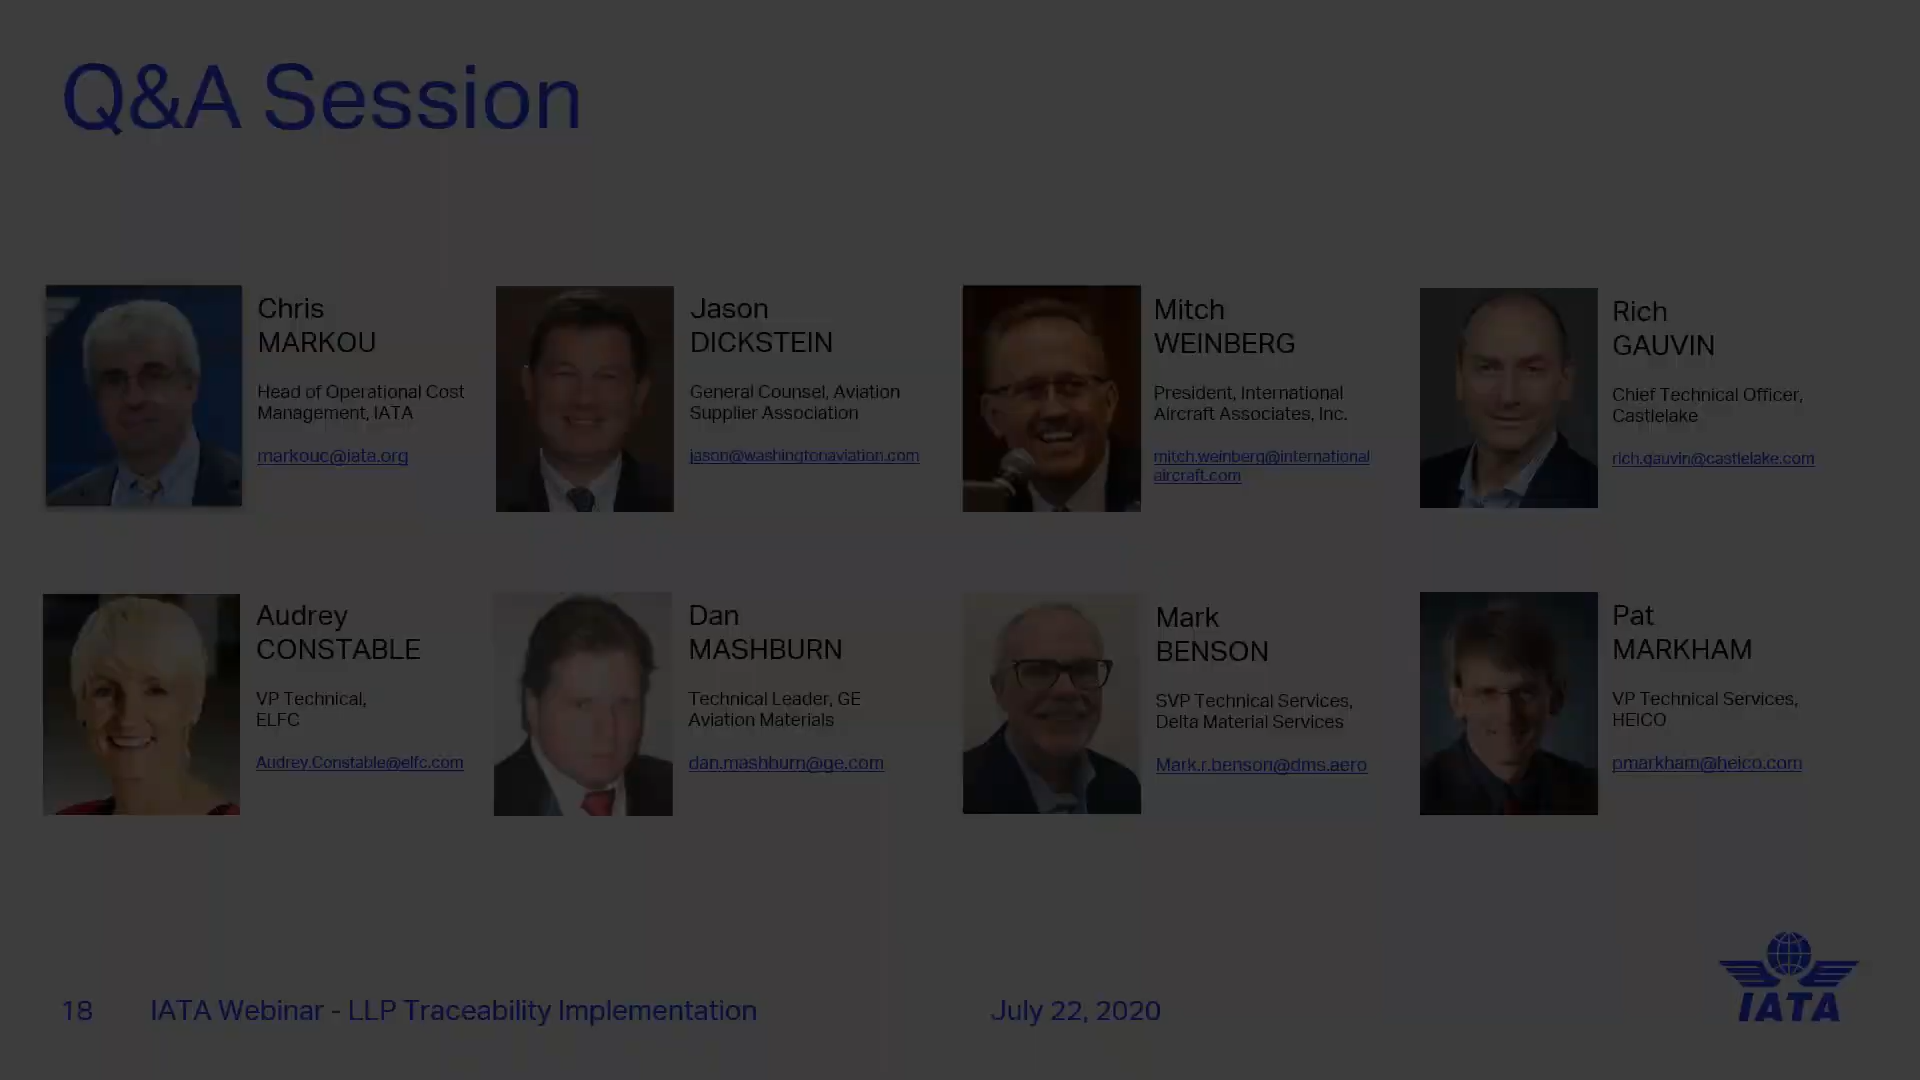 Q&A Session
Chris
MARKOU
Head of Operational Cost
Management, IATA
markouc@iata.org
Jason
DICKSTEIN
General Counsel, Aviation
Supplier Association
jason@washingtonaviation.com
Mitch
WEINBERG
President, International
Aircraft Associates, Inc.
mitch.weinberg@international
aircraft.com
Rich
GAUVIN
Chief Technical Officer,
Castlelake
rich.gauvin@castlelake.com
Audrey
CONSTABLE
VP Technical,
ELFC
Audrey.Constable@elfc.com
Dan
MASHBURN
Technical Leader, GE
Aviation Materials
dan.mashburn@ge.com
Mark
BENSON
SVP Technical Services,
Delta Material Services
Mark.r.benson@dms.aero
Pat
MARKHAM
VP Technical Services,
HEICO
pmarkham@heico.com
18 IATA Webinar - LLP Traceability Implementation July 22, 2020
IATA